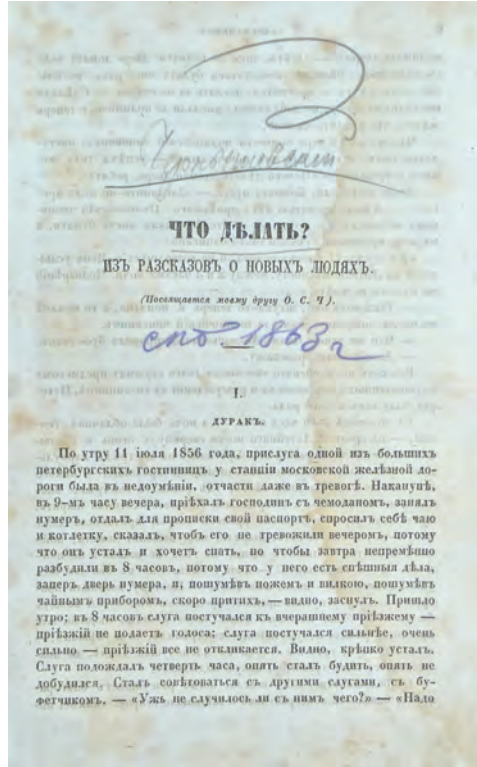 Чернышевский
ЧТО ДѢЛАТЬ?
ИЗЪ РАЗСКАЗОВЪ О НОВЫХЪ ЛЮДЯХЪ.
(Посвящается моему другу О. С. Ч).
спб. 1863 г
I.
ДУРАКЪ.
По утру 11 іюля 1856 года, прислуга одной изъ большихъ
петербургскихъ гостинницъ у станціи московской желѣзной до-
роги была въ недоумѣніи, отчасти даже въ тревогѣ. Наканунѣ,
въ 9-мъ часу вечера, пріѣхалъ господинъ съ чемоданомъ, занялъ
нумеръ, отдалъ для прописки свой паспортъ, спросилъ себѣ чаю
и котлетку, сказалъ, чтобъ его не тревожили вечеромъ, потому
что онъ усталъ и хочетъ спать, но чтобы завтра непремѣнно
разбудили въ 8 часовъ, потому что у него есть спѣшныя дѣла,
заперъ дверь нумера, и, пошумѣвъ ножемъ и вилкою, пошумѣвъ
чайнымъ приборомъ, скоро притихъ, — видно, заснулъ. Пришло
утро; въ 8 часовъ слуга постучался къ вчерашнему пріѣзжему —
пріѣзжій не подаетъ голоса; слуга постучался сильнѣе, очень
сильно — пріѣзжій все не откликается. Видно, крѣпко усталъ.
Слуга подождалъ четверть часа, опять сталъ будить, опять не
добудился. Сталъ совѣтоваться съ другими слугами, съ бу-
фетчикомъ. — «Ужь не случилось ли съ нимъ чего?» — «Надо